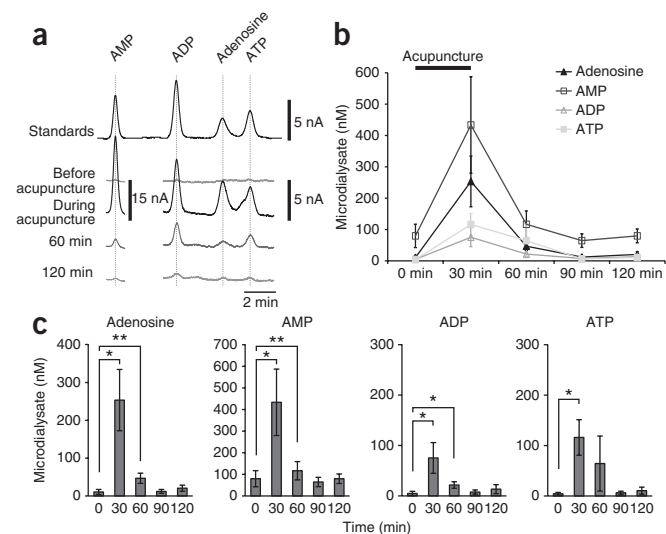 a
AMP
ADP
Adenosine
ATP
Standards
5 nA
Before
acupuncture
During
acupuncture
15 nA
5 nA
60 min
120 min
2 min
b
Acupuncture
Adenosine
AMP
ADP
ATP
Microdialysate (nM)
600
500
400
300
200
100
0
0 min
30 min
60 min
90 min
120 min
c
Adenosine
Microdialysate (nM)
400
300
200
100
0
**
*
0 30 60 90 120
AMP
700
600
500
400
300
200
100
0
**
*
0 30 60 90 120
ADP
300
200
100
0
*
*
0 30 60 90 120
ATP
300
200
100
0
*
0 30 60 90 120
Time (min)